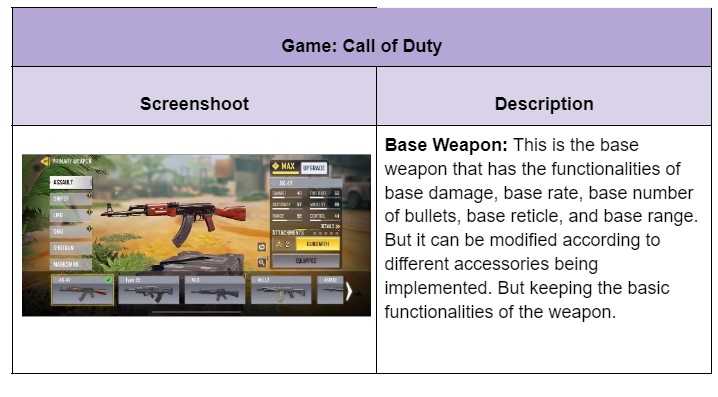 Game: Call of Duty
Screenshoot
Description
PRIMARY WEAPON
ASSAULT
SNIPER
LMG
SMG
SHOTGUN
MARKSMAN
MAX
UPGRADE
AK-47
DAMAGE
FIRE RATE
ACCURACY
MOBILITY
RANGE
CONTROL
DETAILS
ATTACHMENTS
2
GUNSMITH
EQUIPPED
AK-47
Type 25
M16
Base Weapon: This is the base
weapon that has the functionalities of
base damage, base rate, base number
of bullets, base reticle, and base range.
But it can be modified according to
different accessories being
implemented. But keeping the basic
functionalities of the weapon.